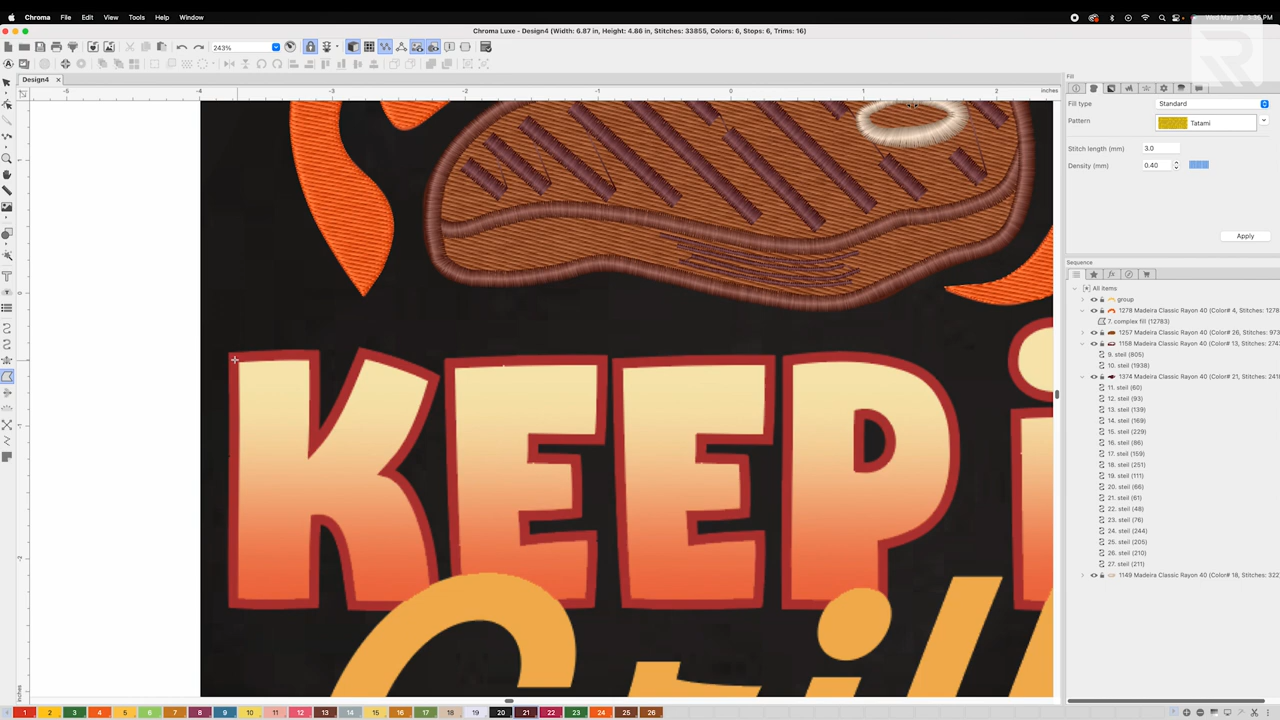 Chroma File Edit View Tools Help Window
Chroma Luxe - Design4 (Width: 6.87 in, Height: 4.86 in, Stitches: 33855, Colors: 6, Stops: 6, Trims: 16)
243%
Design4
-5 -4 -3 -2 -1 0 1 2 inches
Fill
Fill type Standard
Pattern Tatami
Stitch length (mm) 3.0
Density (mm) 0.40
Apply
Sequence
All items
group
1278 Madeira Classic Rayon 40 (Color# 4, Stitches: 1278
7. complex fill (12783)
1257 Madeira Classic Rayon 40 (Color# 26, Stitches: 973
1158 Madeira Classic Rayon 40 (Color# 13, Stitches: 274
9. steil (805)
10. steil (1938)
1374 Madeira Classic Rayon 40 (Color# 21, Stitches: 241
11. steil (60)
12. steil (93)
13. steil (139)
14. steil (169)
15. steil (229)
16. steil (86)
17. steil (159)
18. steil (251)
19. steil (111)
20. steil (66)
21. steil (61)
22. steil (48)
23. steil (76)
24. steil (244)
25. steil (205)
26. steil (210)
27. steil (211)
1149 Madeira Classic Rayon 40 (Color# 18, Stitches: 322
KEEP
inches
1 2 3 4 5 6 7 8 9 10 11 12 13 14 15 16 17 18 19 20 21 22 23 24 25 26